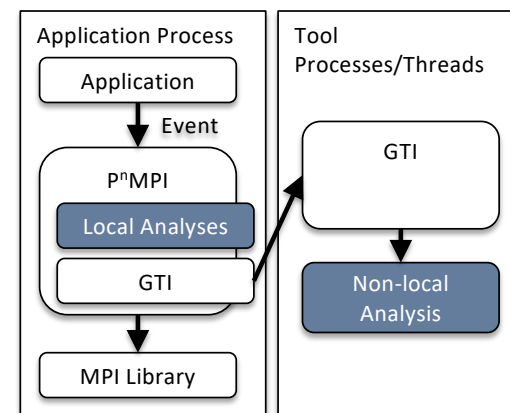 Application Process
Application
Event
PⁿMPI
Local Analyses
GTI
MPI Library
Tool
Processes/Threads
GTI
Non-local
Analysis